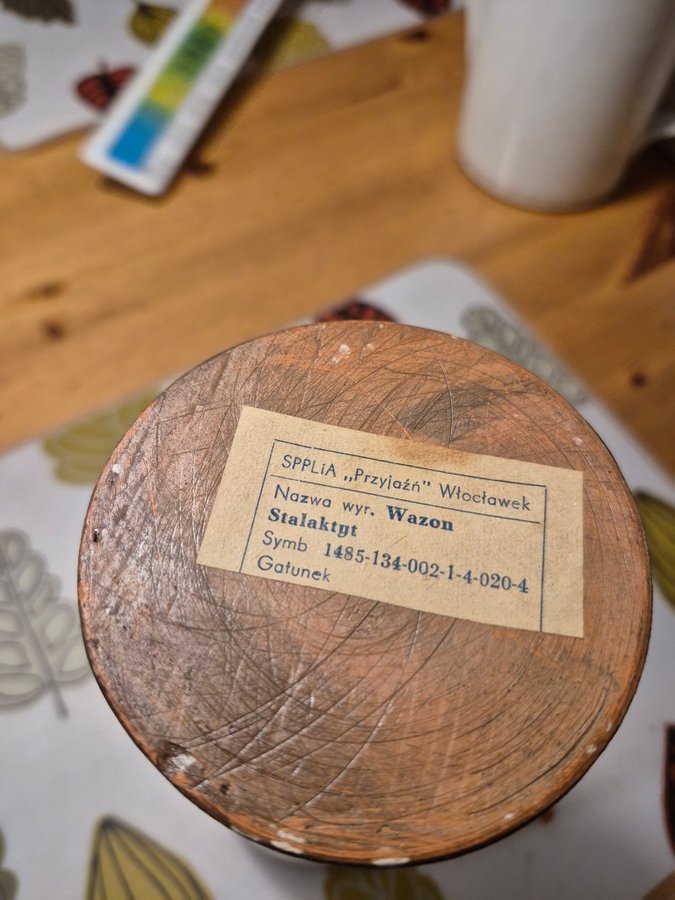 SPPLiA „Przyjaźń” Włocławek
Nazwa wyr. Wazon
Stalaktyt
Symb 1485-134-002-1-4-020-4
Gatunek